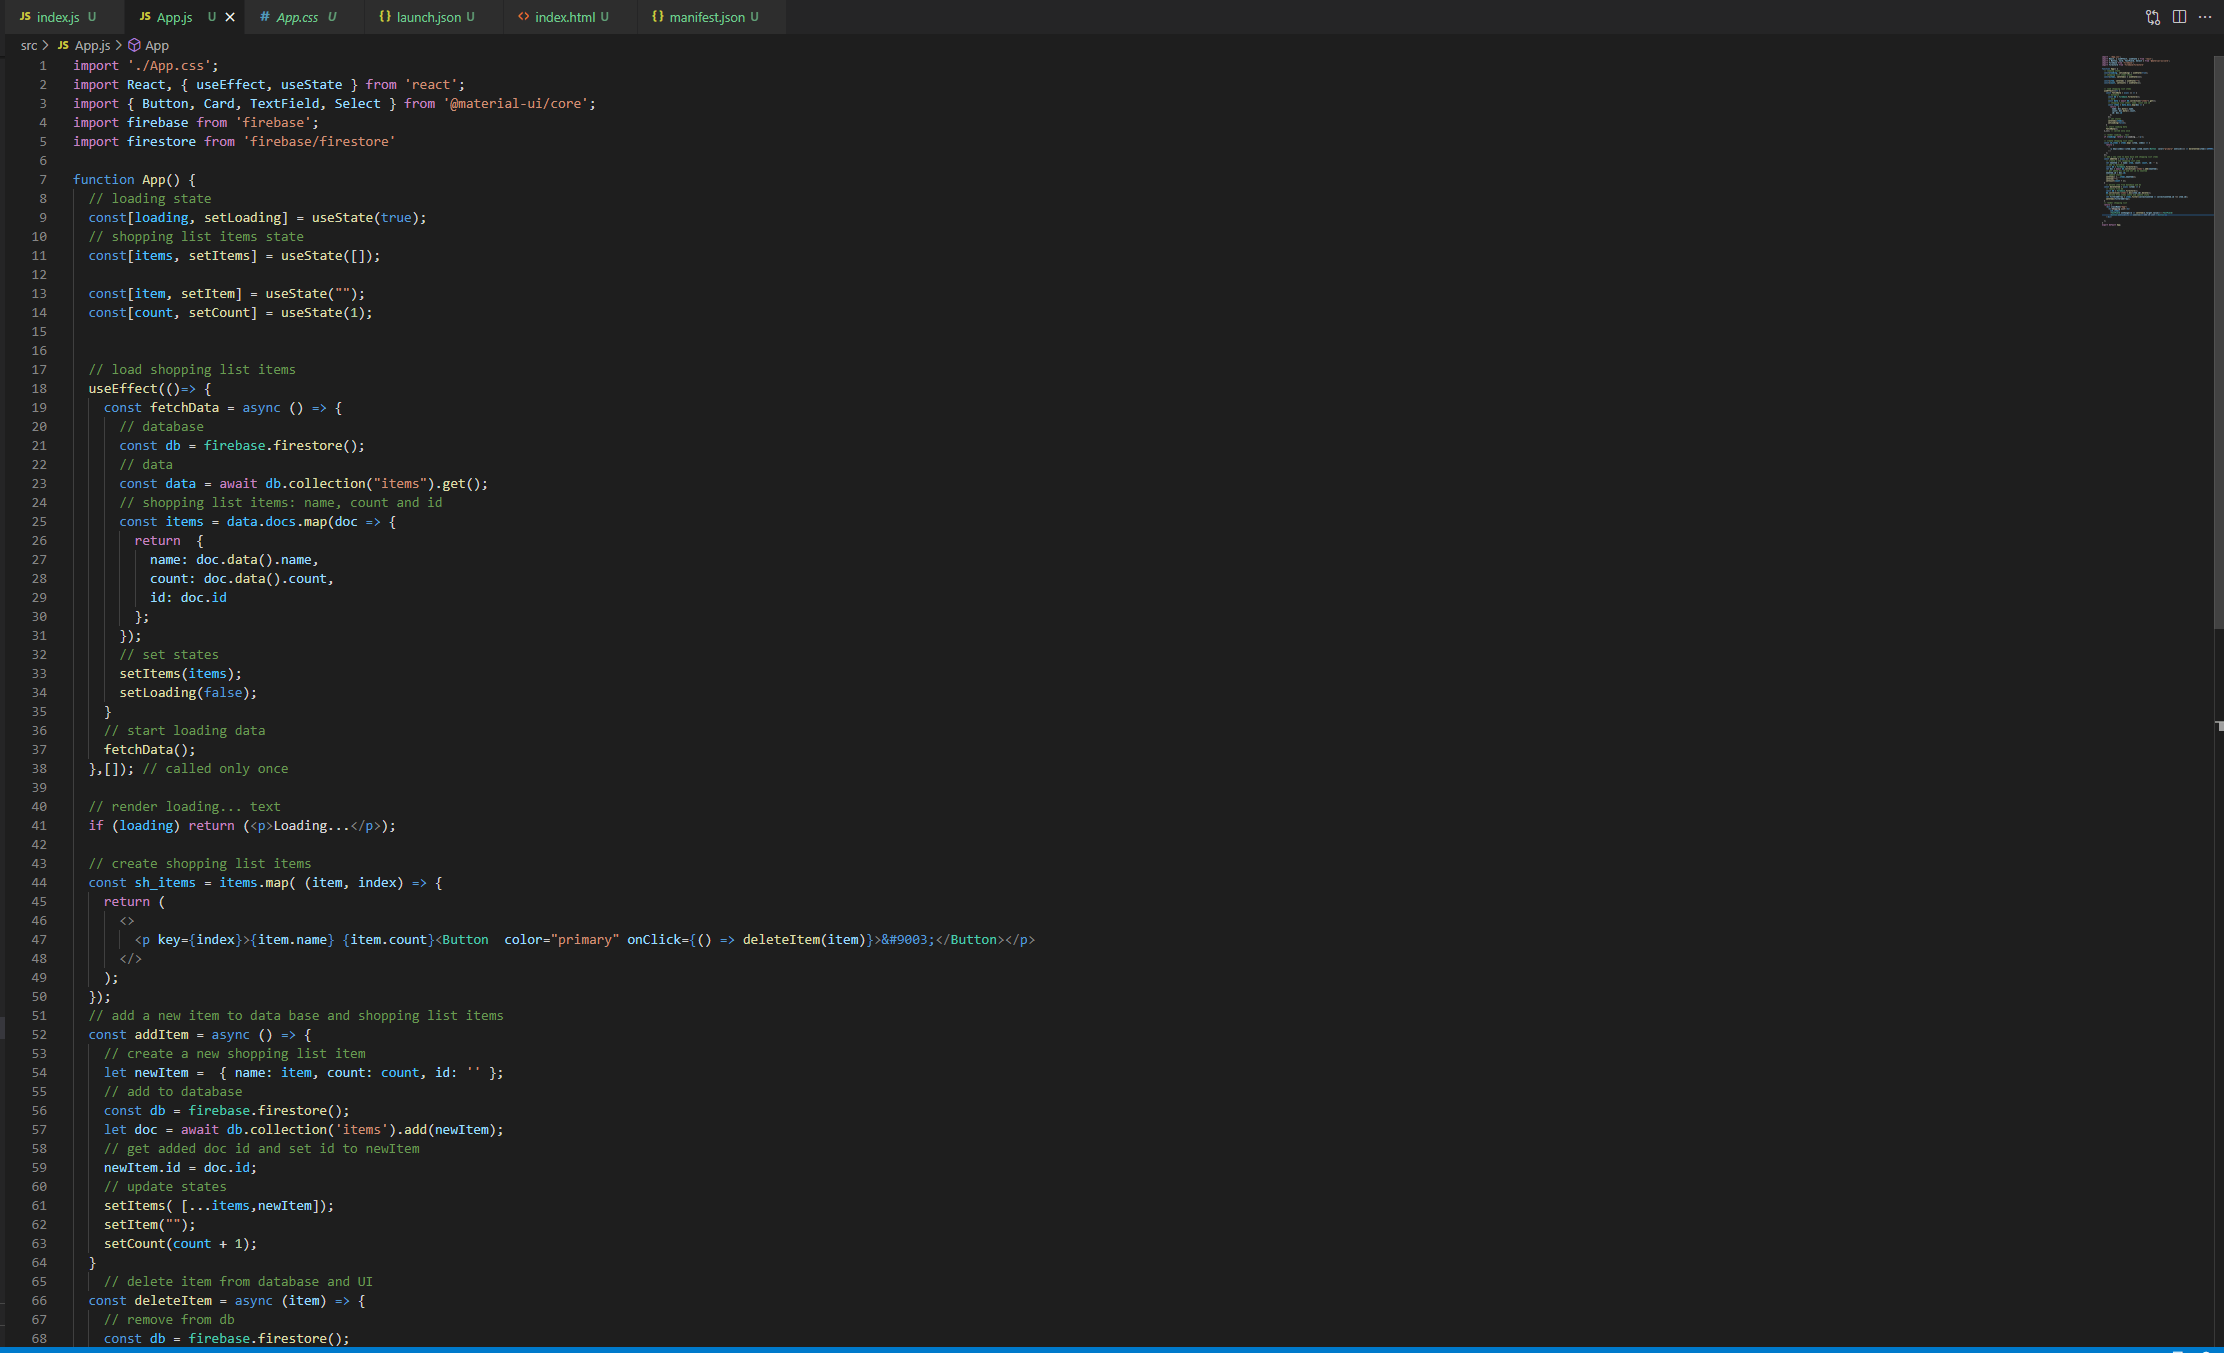 JS index.js U JS App.js U # App.css U {} launch.json U <> index.html U {} manifest.json U
src > JS App.js > App
1 import './App.css';
2 import React, { useEffect, useState } from 'react';
3 import { Button, Card, TextField, Select } from '@material-ui/core';
4 import firebase from 'firebase';
5 import firestore from 'firebase/firestore'
6
7 function App() {
8 // loading state
9 const[loading, setLoading] = useState(true);
10 // shopping list items state
11 const[items, setItems] = useState([]);
12
13 const[item, setItem] = useState("");
14 const[count, setCount] = useState(1);
15
16
17 // load shopping list items
18 useEffect(()=> {
19 const fetchData = async () => {
20 // database
21 const db = firebase.firestore();
22 // data
23 const data = await db.collection("items").get();
24 // shopping list items: name, count and id
25 const items = data.docs.map(doc => {
26 return  {
27 name: doc.data().name,
28 count: doc.data().count,
29 id: doc.id
30 };
31 });
32 // set states
33 setItems(items);
34 setLoading(false);
35 }
36 // start loading data
37 fetchData();
38 },[]); // called only once
39
40 // render loading... text
41 if (loading) return (<p>Loading...</p>);
42
43 // create shopping list items
44 const sh_items = items.map( (item, index) => {
45 return (
46 <>
47 <p key={index}>{item.name} {item.count}<Button  color="primary" onClick={() => deleteItem(item)}>&#9003;</Button></p>
48 </>
49 );
50 });
51 // add a new item to data base and shopping list items
52 const addItem = async () => {
53 // create a new shopping list item
54 let newItem =  { name: item, count: count, id: '' };
55 // add to database
56 const db = firebase.firestore();
57 let doc = await db.collection('items').add(newItem);
58 // get added doc id and set id to newItem
59 newItem.id = doc.id;
60 // update states
61 setItems( [...items,newItem]);
62 setItem("");
63 setCount(count + 1);
64 }
65 // delete item from database and UI
66 const deleteItem = async (item) => {
67 // remove from db
68 const db = firebase.firestore();